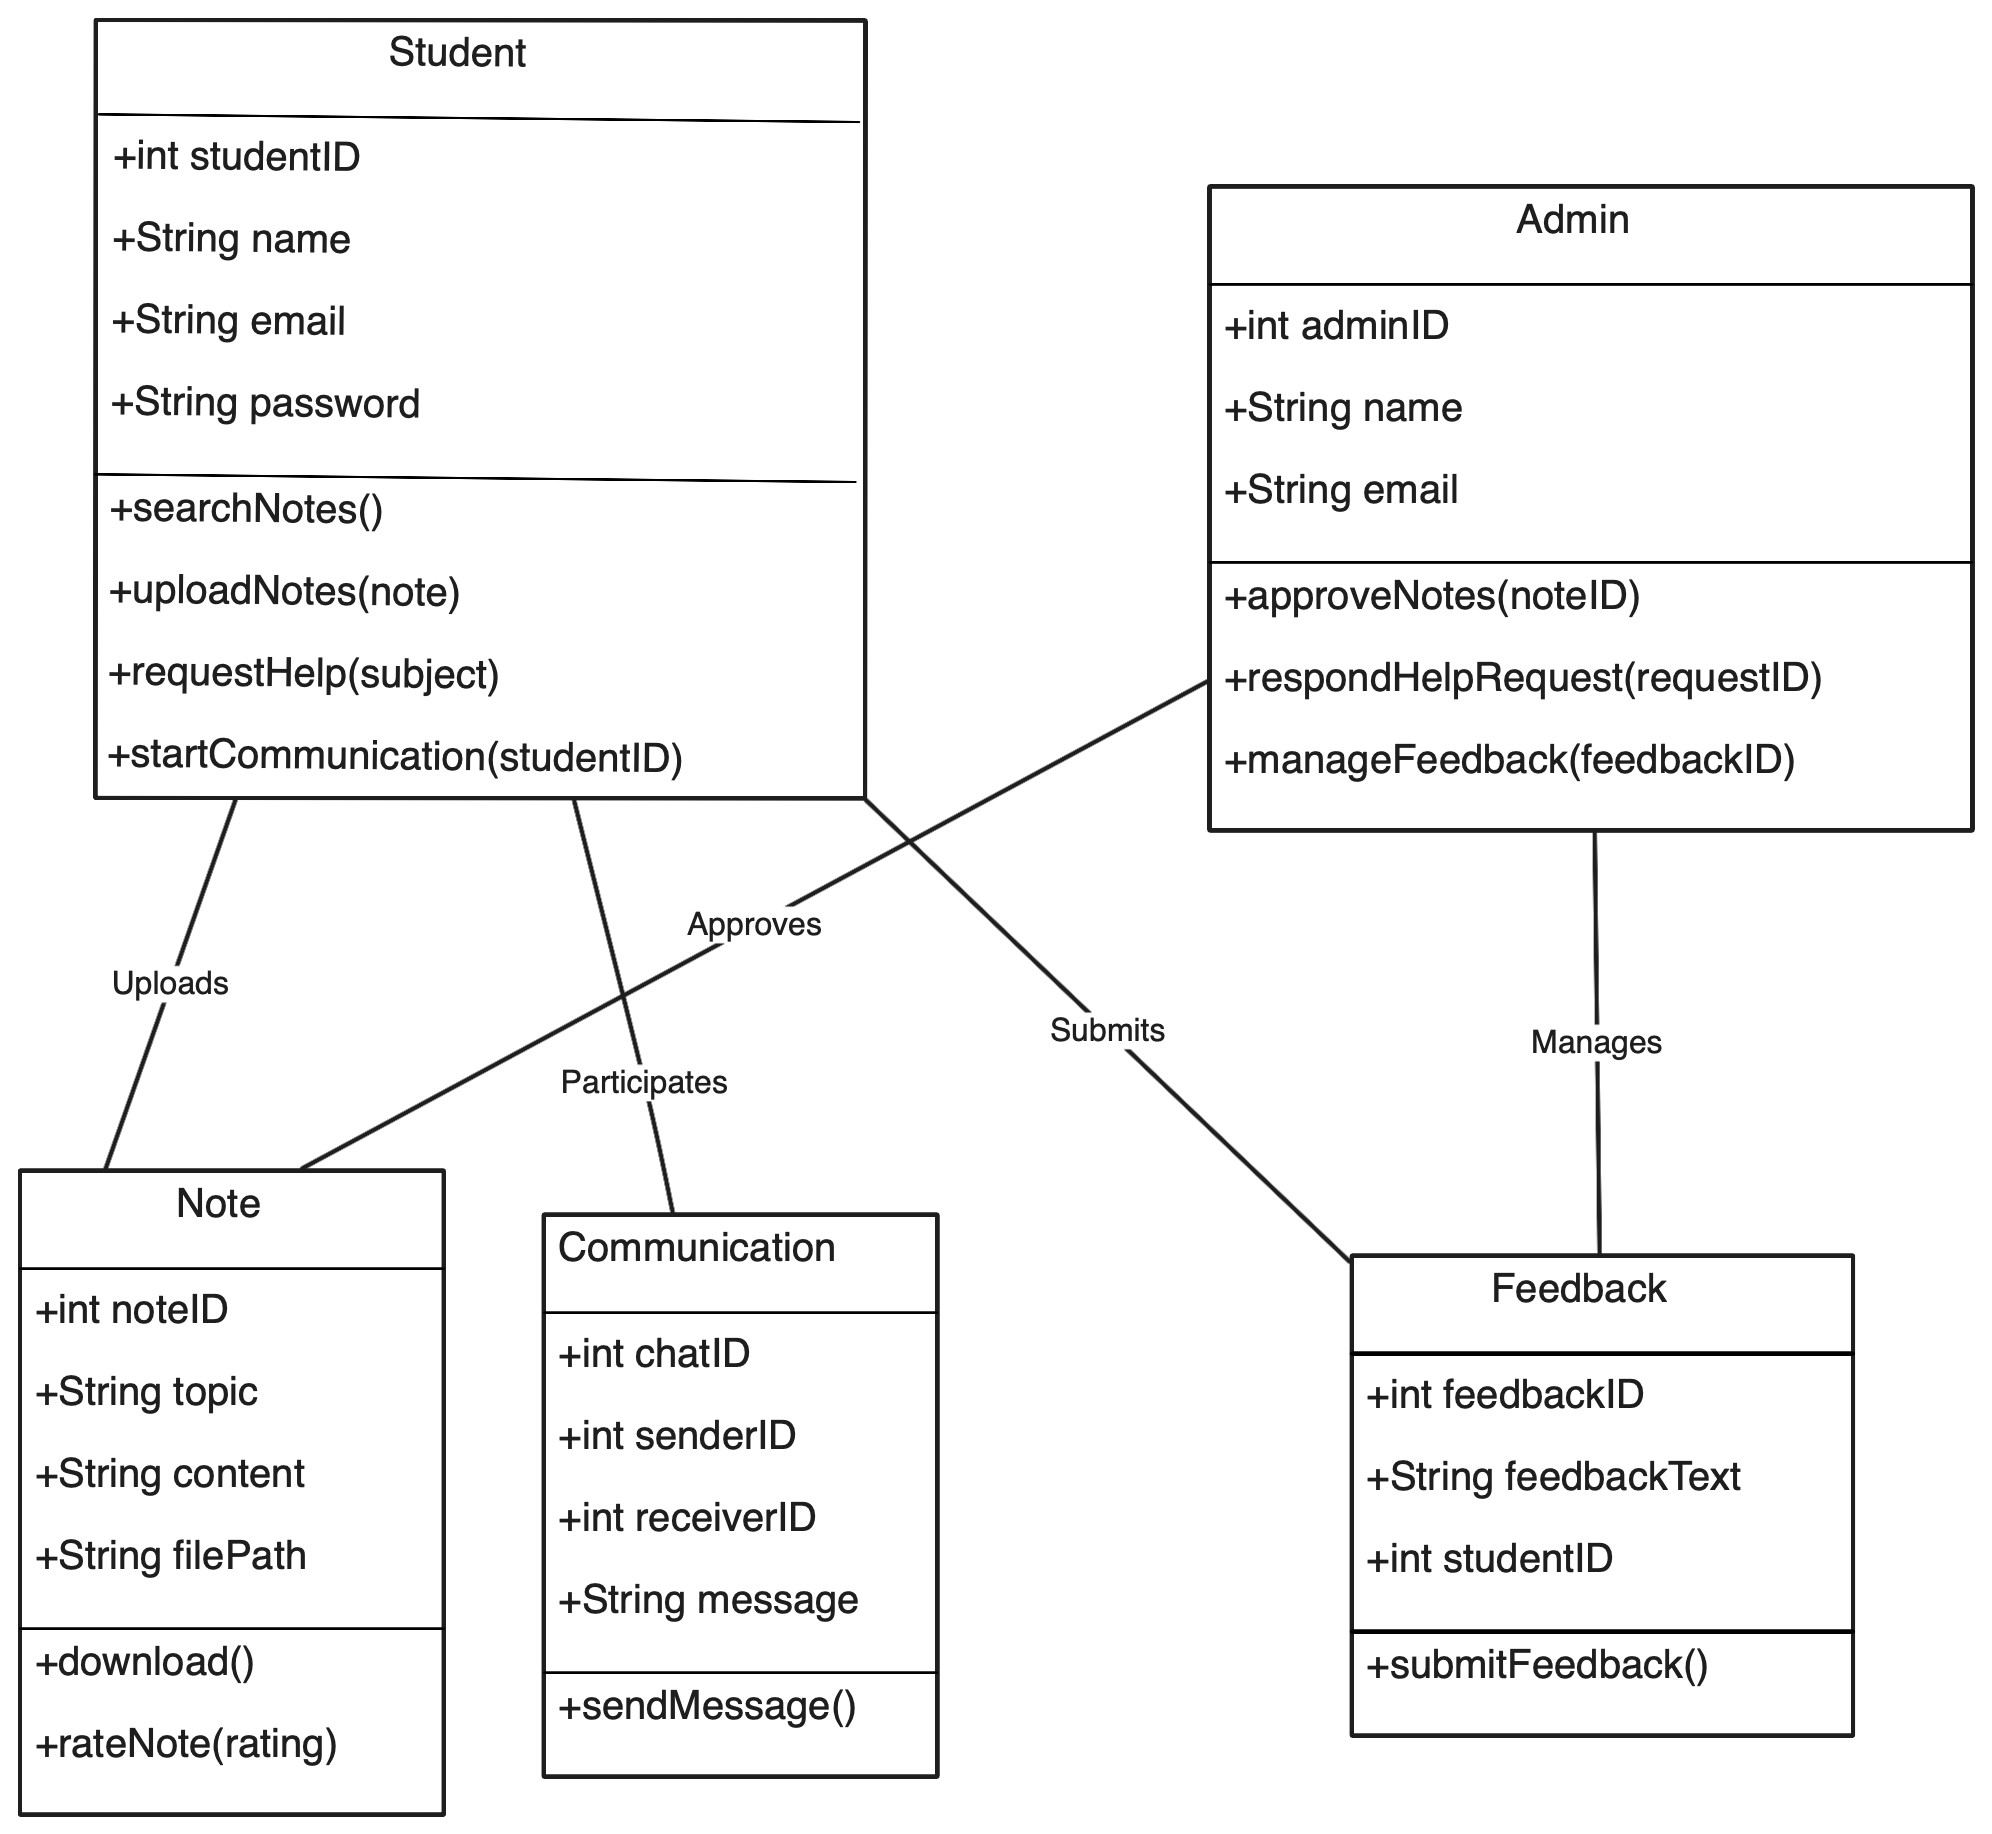 Student
+int studentID
+String name
+String email
+String password
+searchNotes()
+uploadNotes(note)
+requestHelp(subject)
+startCommunication(studentID)
Admin
+int adminID
+String name
+String email
+approveNotes(noteID)
+respondHelpRequest(requestID)
+manageFeedback(feedbackID)
Uploads
Approves
Participates
Submits
Manages
Note
+int noteID
+String topic
+String content
+String filePath
+download()
+rateNote(rating)
Communication
+int chatID
+int senderID
+int receiverID
+String message
+sendMessage()
Feedback
+int feedbackID
+String feedbackText
+int studentID
+submitFeedback()